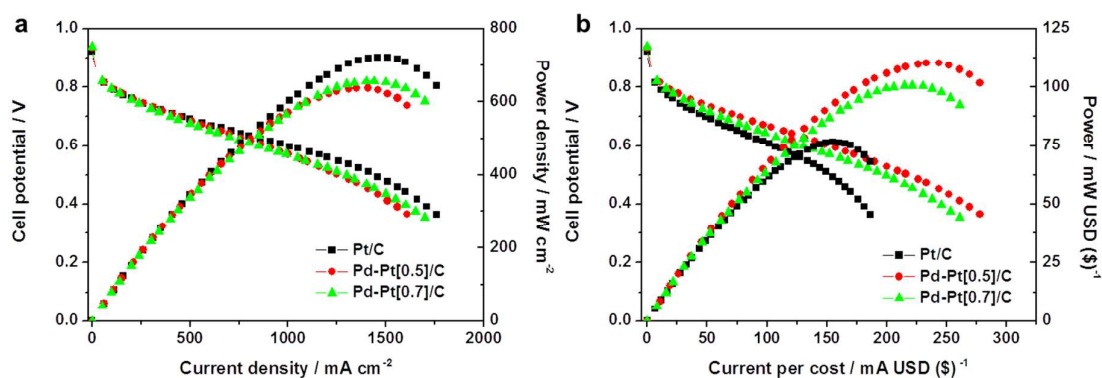 a
1.0
0.8
0.6
0.4
0.2
0.0
Cell potential / V
800
600
400
200
0
Power density / mW cm-2
Pt/C
Pd-Pt[0.5]/C
Pd-Pt[0.7]/C
0 500 1000 1500 2000
Current density / mA cm-2
b
1.0
0.8
0.6
0.4
0.2
0.0
Cell potential / V
125
100
75
50
25
0
Power / mW USD ($)-1
Pt/C
Pd-Pt[0.5]/C
Pd-Pt[0.7]/C
0 50 100 150 200 250 300
Current per cost / mA USD ($) -1